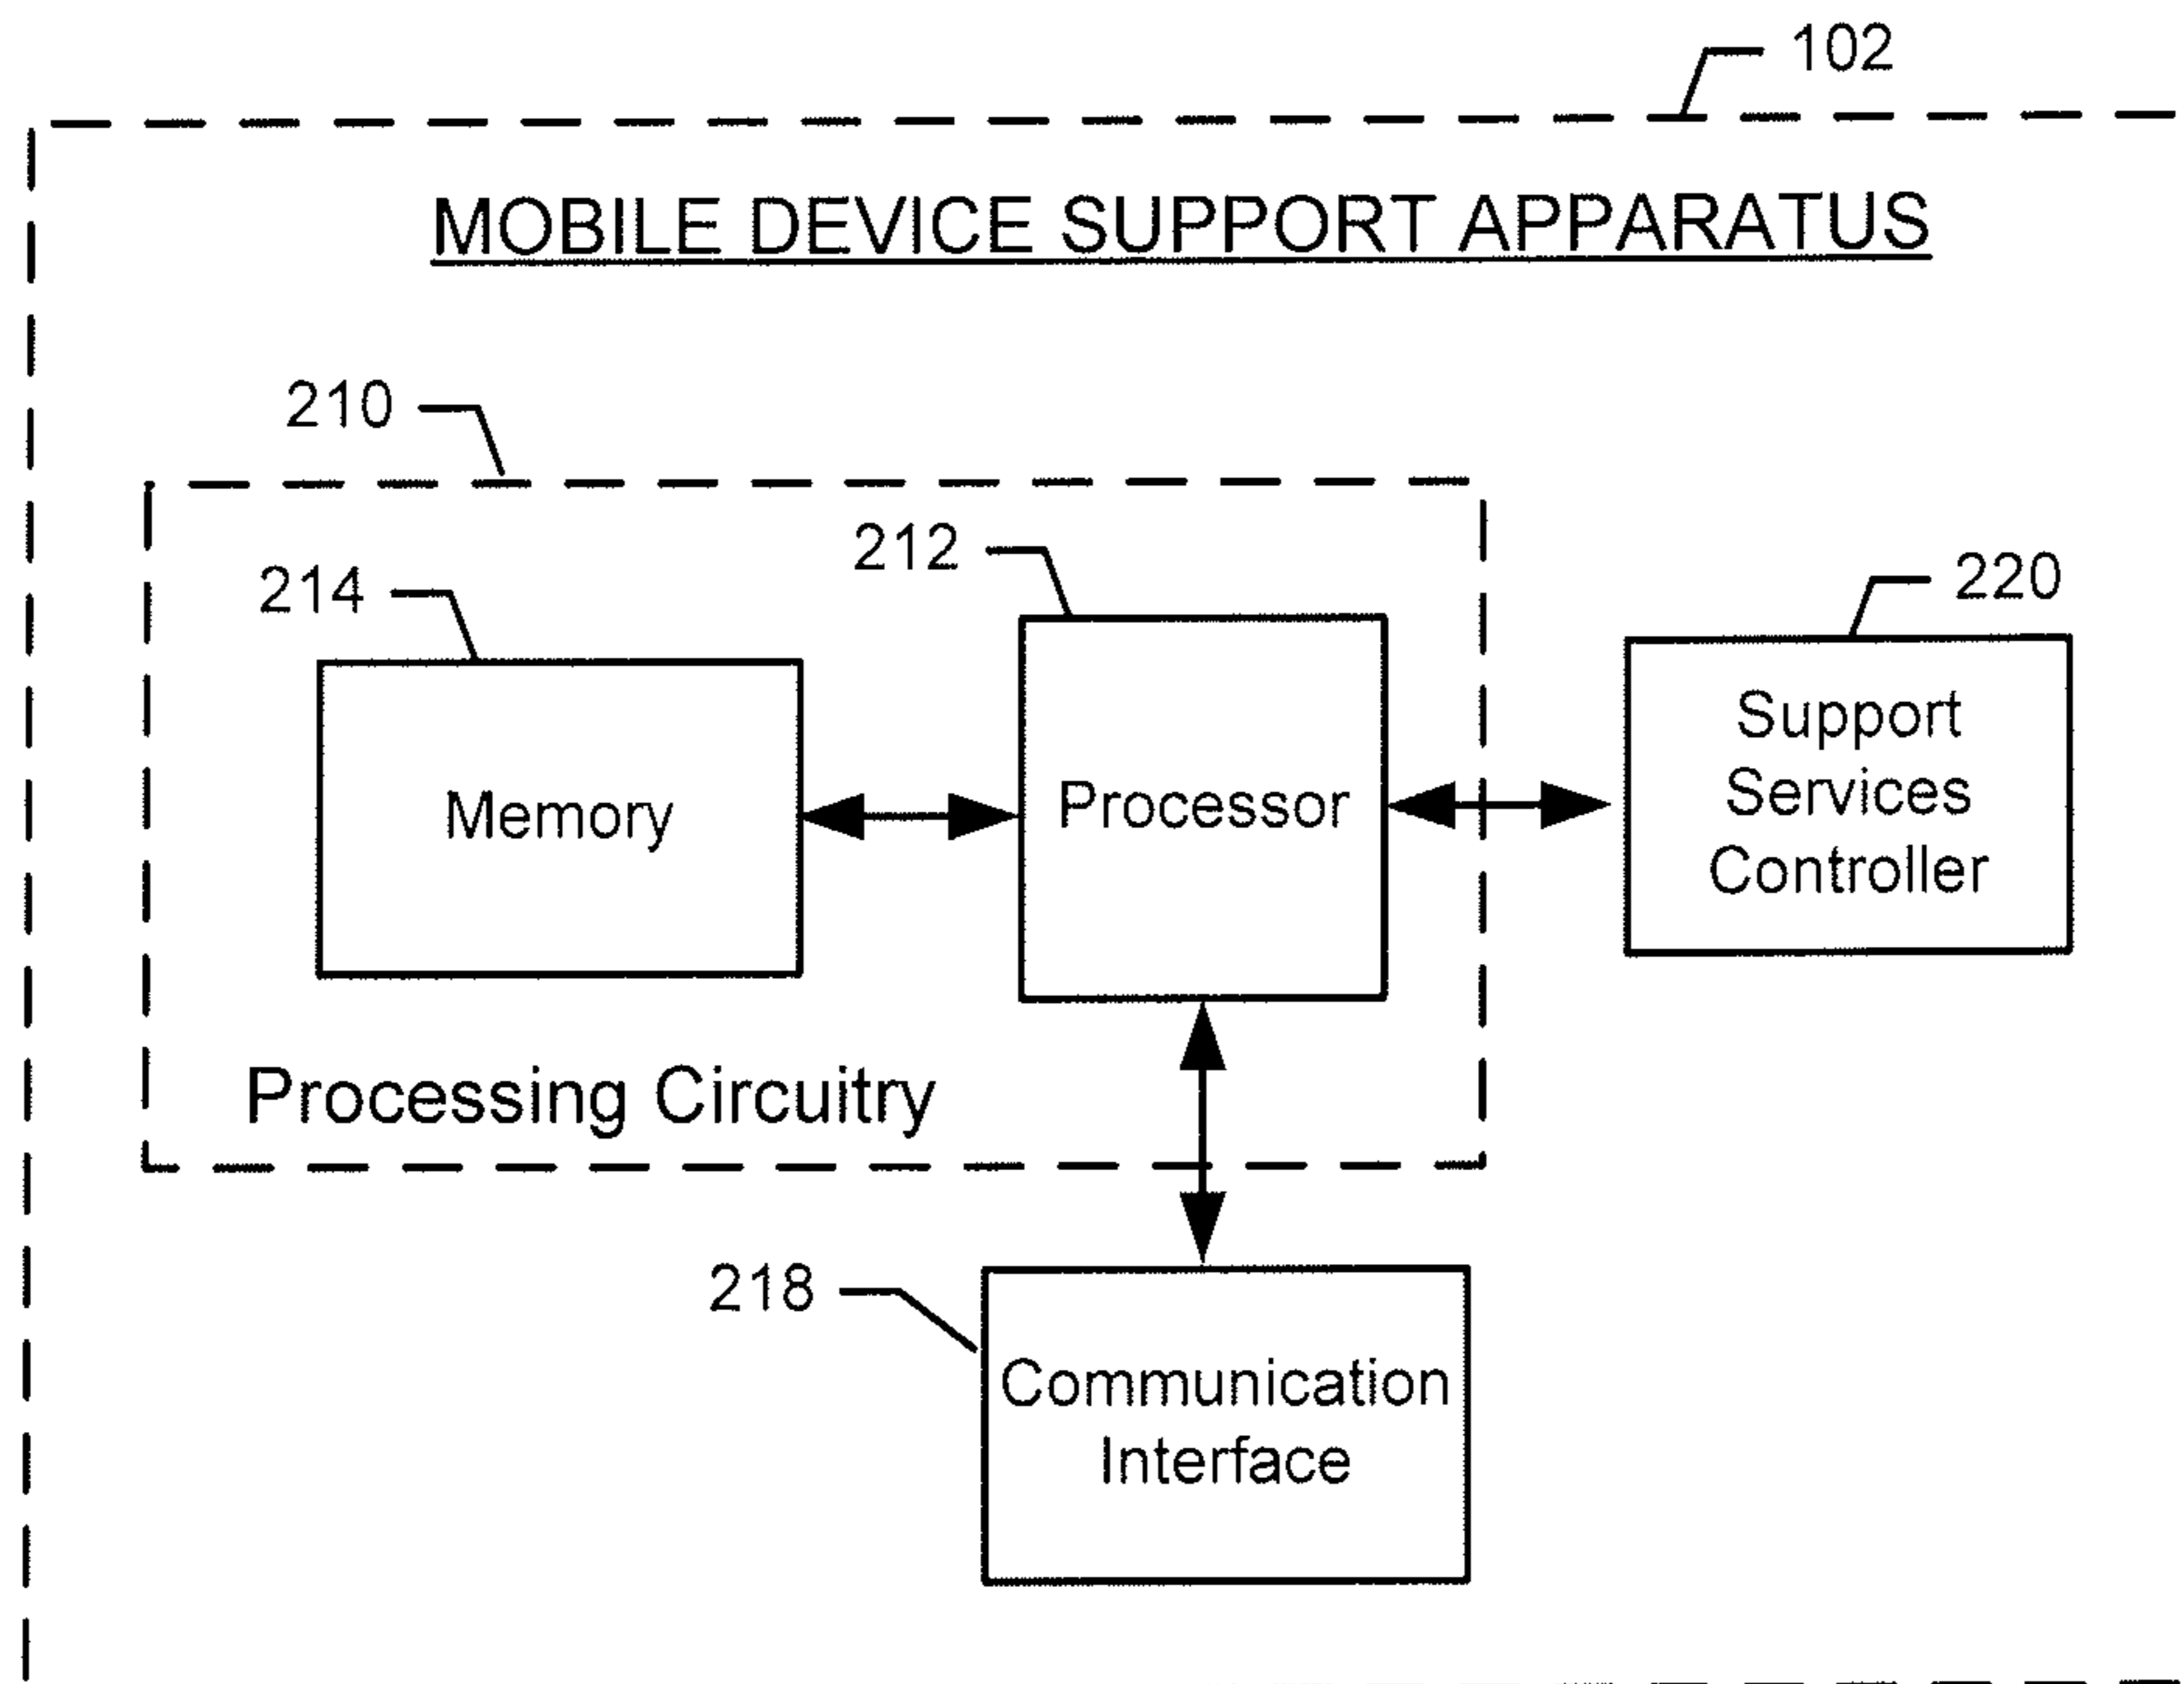 102
MOBILE DEVICE SUPPORT APPARATUS
210
212
214
220
Support
Services
Controller
Memory
Processor
Processing Circuitry
218
Communication
Interface